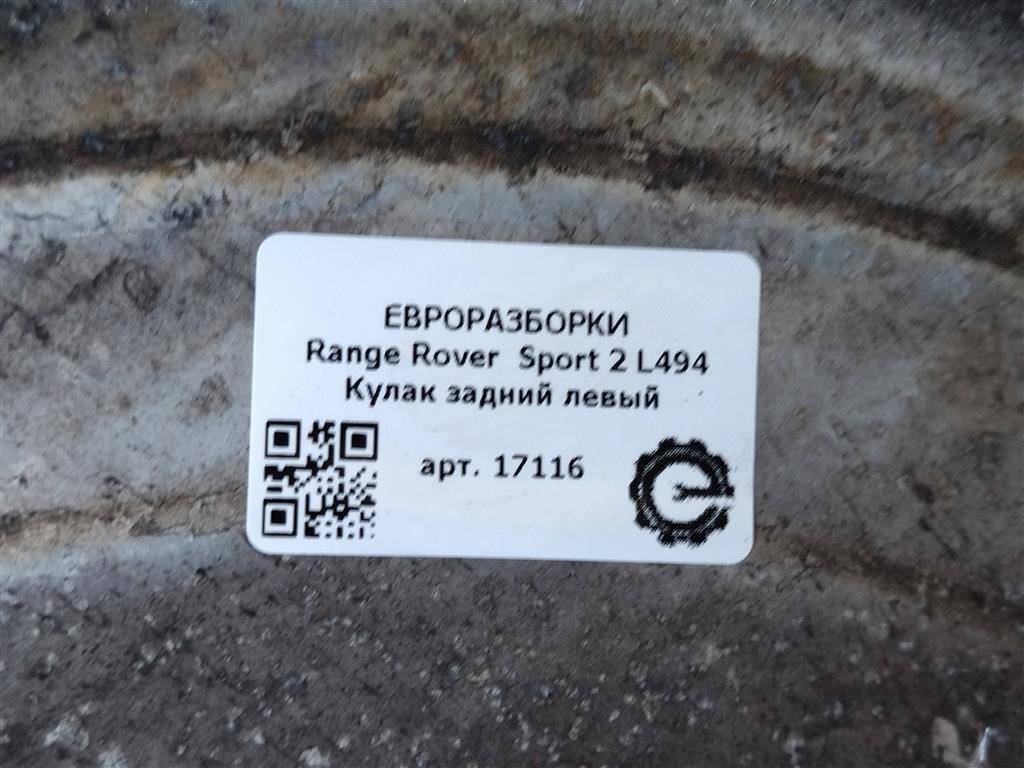 ЕВРОРАЗБОРКИ
Range Rover Sport 2 L494
Кулак задний левый
арт. 17116